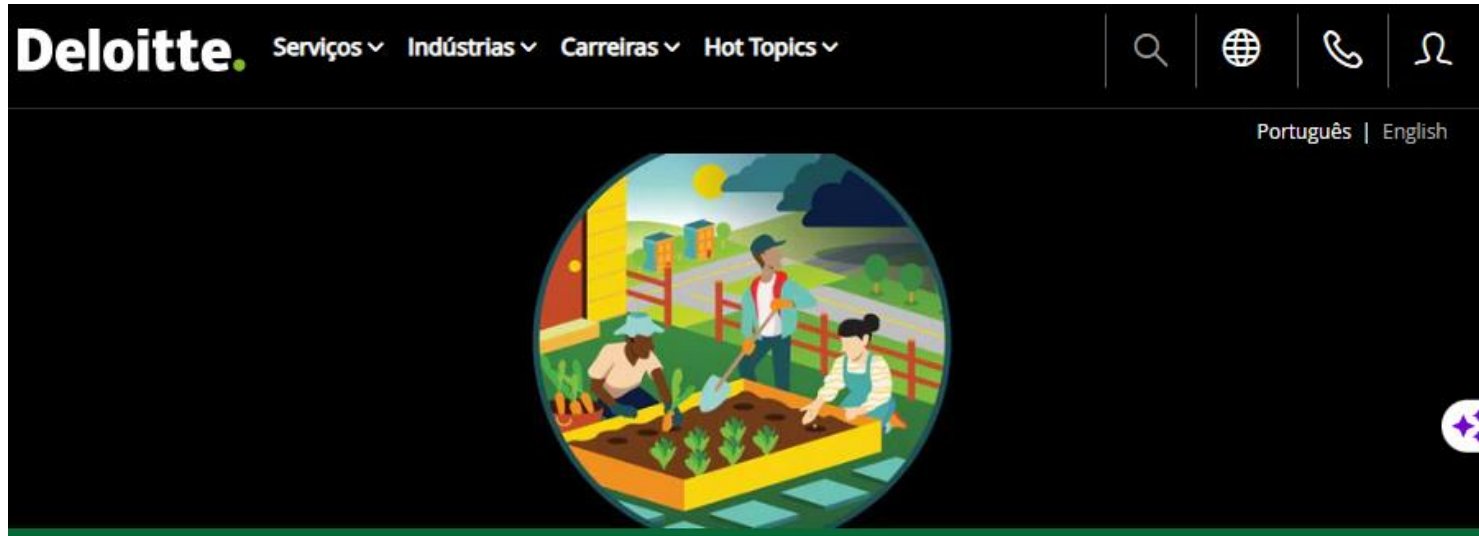 Deloitte. Serviços Indústrias Carreiras Hot Topics
Português | English